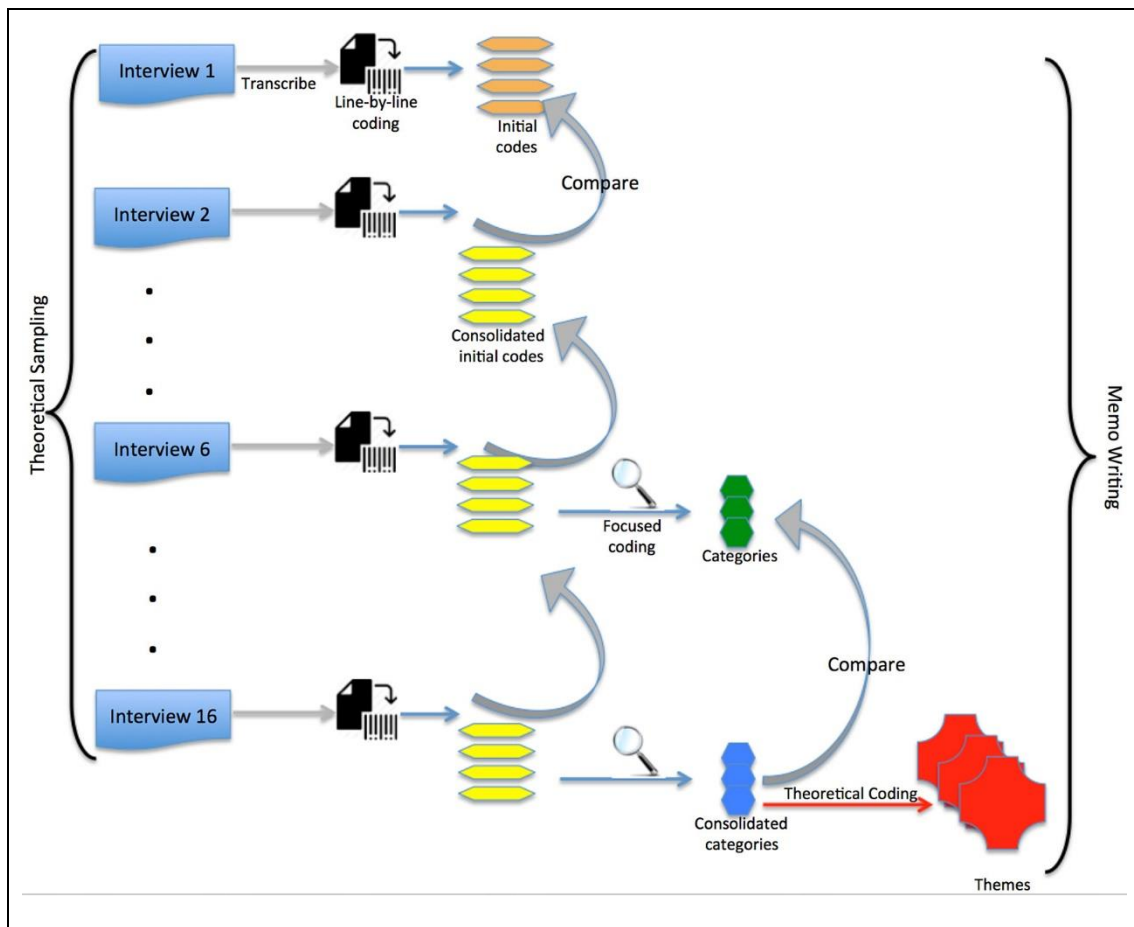 Interview 1
Transcribe
Line-by-line
coding
Initial
codes
Compare
Interview 2
Consolidated
initial codes
Theoretical Sampling
Memo Writing
Interview 6
Focused
coding
Categories
Compare
Interview 16
Theoretical Coding
Consolidated
categories
Themes